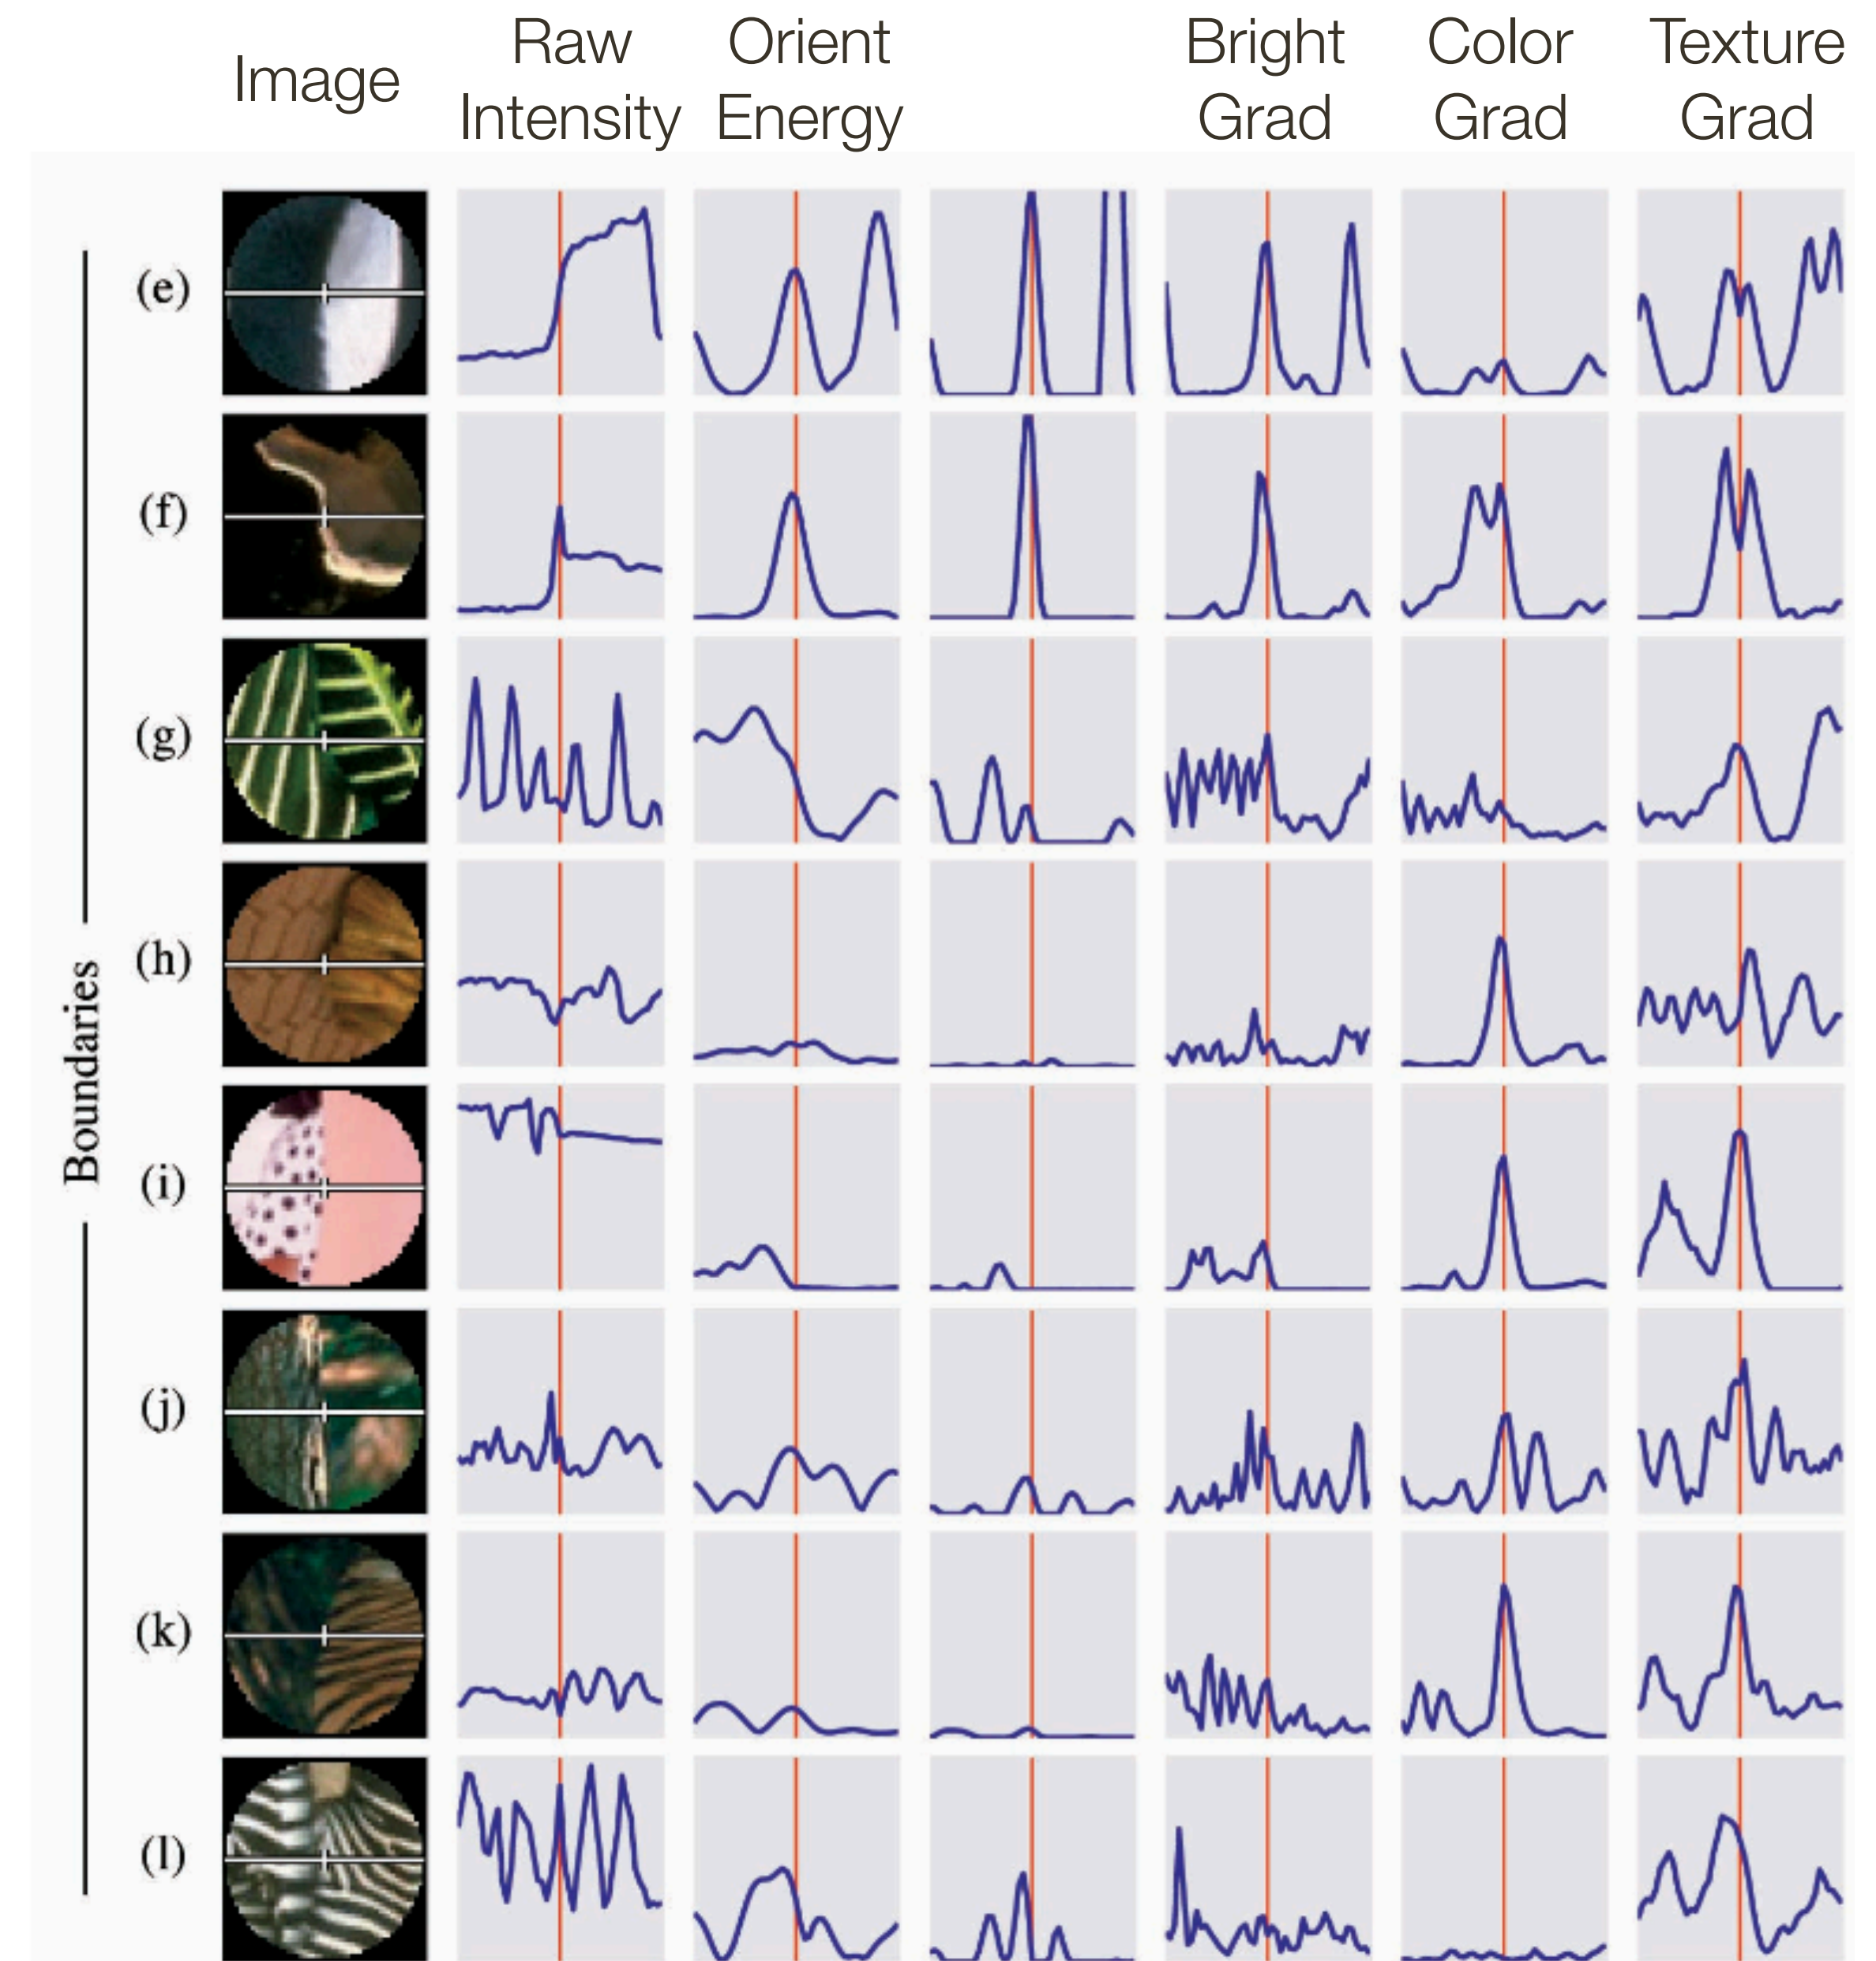 Image
Raw
Intensity
Orient
Energy
Bright
Grad
Color
Grad
Texture
Grad
Boundaries
(e)
(f)
(g)
(h)
(i)
(j)
(k)
(l)